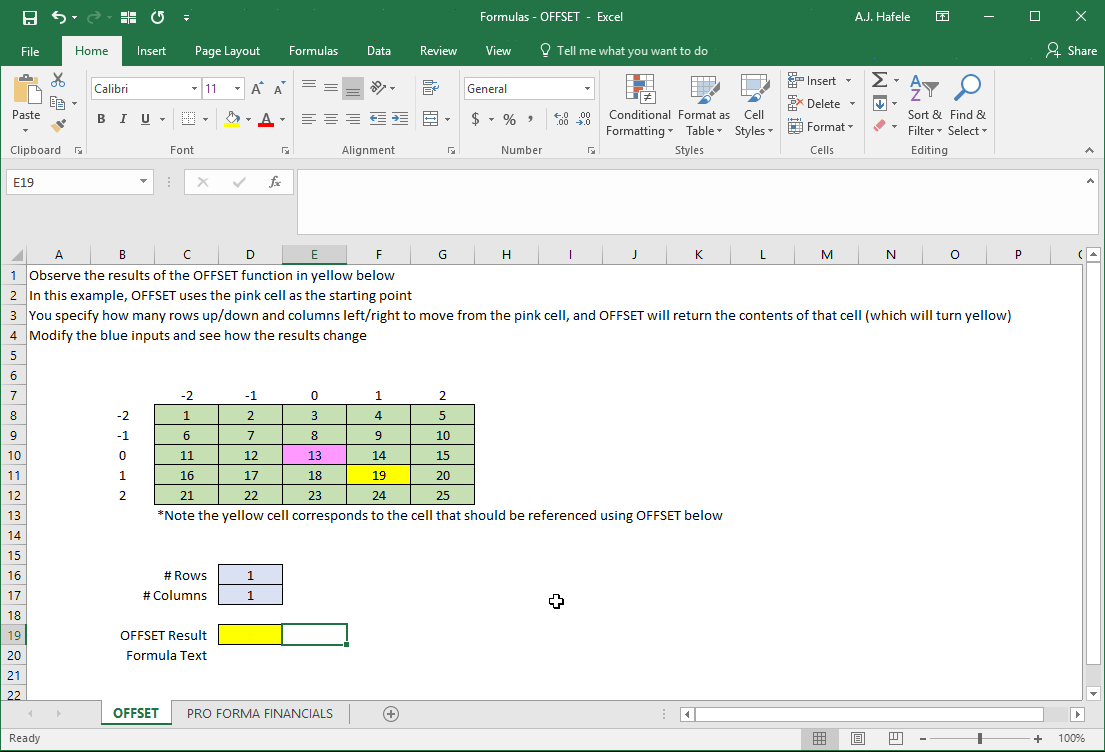 Formulas - OFFSET - Excel
A.J. Hafele
File Home Insert Page Layout Formulas Data Review View Tell me what you want to do Share
Paste
Calibri 11
B I U A
General
$ % ,
Conditional Formatting
Format as Table
Cell Styles
Insert
Delete
Format
Sort & Filter
Find & Select
Clipboard Font Alignment Number Styles Cells Editing
E19 fx
A B C D E F G H I J K L M N O P
1 Observe the results of the OFFSET function in yellow below
2 In this example, OFFSET uses the pink cell as the starting point
3 You specify how many rows up/down and columns left/right to move from the pink cell, and OFFSET will return the contents of that cell (which will turn yellow)
4 Modify the blue inputs and see how the results change
5
6
7 -2 -1 0 1 2
8 -2 1 2 3 4 5
9 -1 6 7 8 9 10
10 0 11 12 13 14 15
11 1 16 17 18 19 20
12 2 21 22 23 24 25
13 *Note the yellow cell corresponds to the cell that should be referenced using OFFSET below
14
15
16 # Rows 1
17 # Columns 1
18
19 OFFSET Result
20 Formula Text
21
22
OFFSET PRO FORMA FINANCIALS
Ready 100%